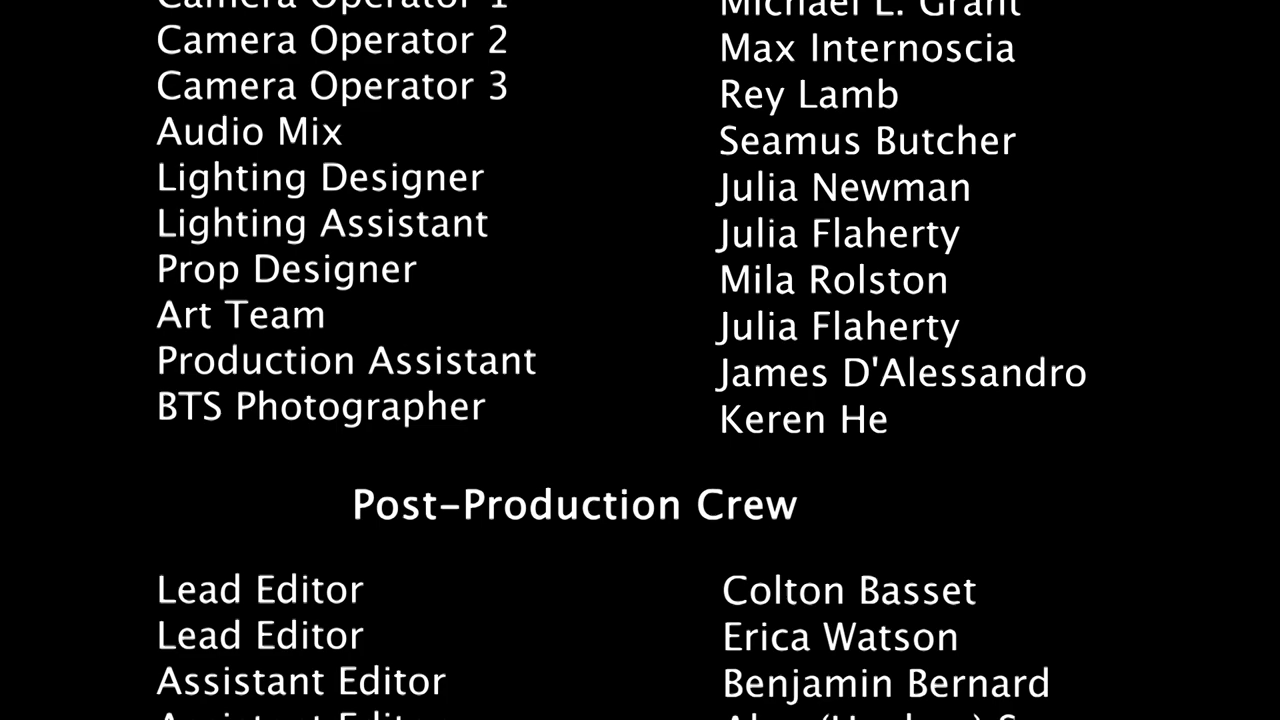 Camera Operator 1 Michael L. Grant
Camera Operator 2 Max Internoscia
Camera Operator 3 Rey Lamb
Audio Mix Seamus Butcher
Lighting Designer Julia Newman
Lighting Assistant Julia Flaherty
Prop Designer Mila Rolston
Art Team Julia Flaherty
Production Assistant James D'Alessandro
BTS Photographer Keren He
Post-Production Crew
Lead Editor Colton Basset
Lead Editor Erica Watson
Assistant Editor Benjamin Bernard
Assistant